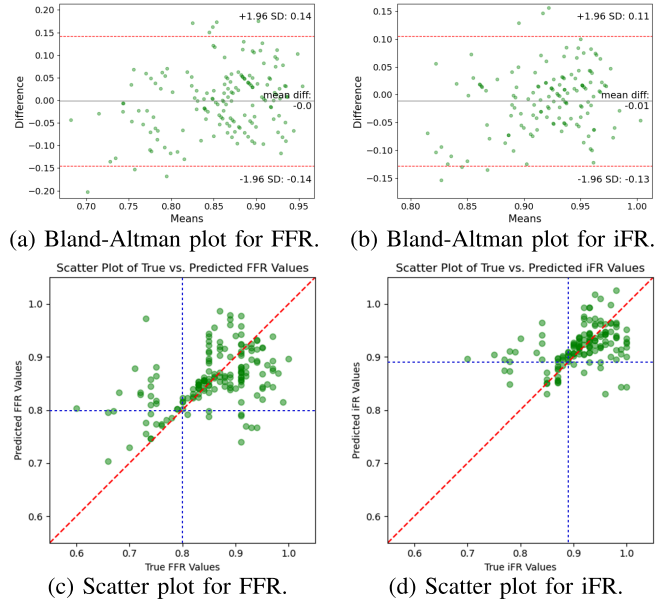 0.20
0.15
0.10
0.05
0.00
-0.05
-0.10
-0.15
-0.20
Difference
+1.96 SD: 0.14
mean diff:
-0.0
-1.96 SD: -0.14
0.70 0.75 0.80 0.85 0.90 0.95
Means
(a) Bland-Altman plot for FFR.
0.15
0.10
0.05
0.00
-0.05
-0.10
-0.15
Difference
+1.96 SD: 0.11
mean diff:
-0.01
-1.96 SD: -0.13
0.80 0.85 0.90 0.95 1.00
Means
(b) Bland-Altman plot for iFR.
Scatter Plot of True vs. Predicted FFR Values
1.0
0.9
0.8
0.7
0.6
Predicted FFR Values
0.6 0.7 0.8 0.9 1.0
True FFR Values
(c) Scatter plot for FFR.
Scatter Plot of True vs. Predicted iFR Values
1.0
0.9
0.8
0.7
0.6
Predicted iFR Values
0.6 0.7 0.8 0.9 1.0
True iFR Values
(d) Scatter plot for iFR.